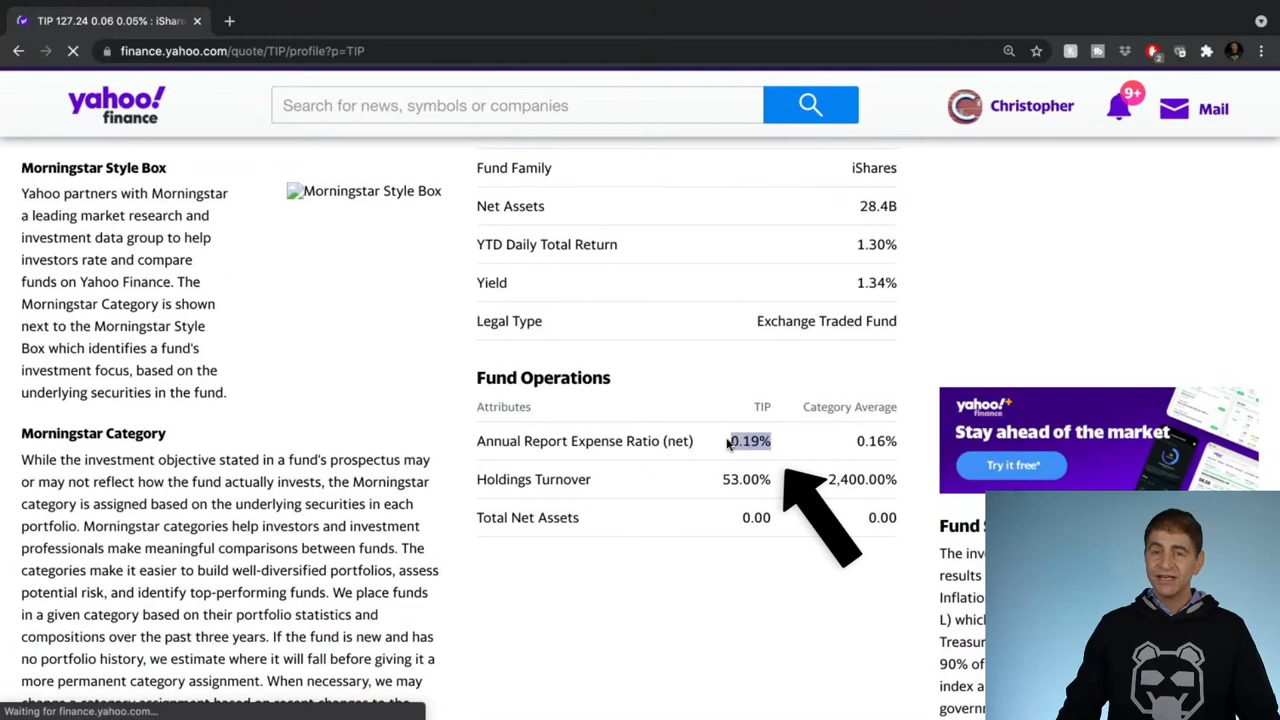 TIP 127.24 0.06 0.05% : iShare
finance.yahoo.com/quote/TIP/profile?p=TIP
2
yahoo!
finance
Search for news, symbols or companies
Christopher
9+
Mail
Morningstar Style Box
Yahoo partners with Morningstar
a leading market research and
investment data group to help
investors rate and compare
funds on Yahoo Finance. The
Morningstar Category is shown
next to the Morningstar Style
Box which identifies a fund's
investment focus, based on the
underlying securities in the fund.
Morningstar Style Box
Morningstar Category
While the investment objective stated in a fund's prospectus may
or may not reflect how the fund actually invests, the Morningstar
category is assigned based on the underlying securities in each
portfolio. Morningstar categories help investors and investment
professionals make meaningful comparisons between funds. The
categories make it easier to build well-diversified portfolios, assess
potential risk, and identify top-performing funds. We place funds
in a given category based on their portfolio statistics and
compositions over the past three years. If the fund is new and has
no portfolio history, we estimate where it will fall before giving it a
more permanent category assignment. When necessary, we may
change a category assignment based on recent changes to the
Waiting for finance.yahoo.com...
Fund Family iShares
Net Assets 28.4B
YTD Daily Total Return 1.30%
Yield 1.34%
Legal Type Exchange Traded Fund
Fund Operations
Attributes TIP Category Average
Annual Report Expense Ratio (net) 0.19% 0.16%
Holdings Turnover 53.00% 2,400.00%
Total Net Assets 0.00 0.00
yahoo!+
finance
Stay ahead of the market
Try it free*
Fund S
The inv
results
Inflatio
L) whic
Treasu
90% of
index a
governm